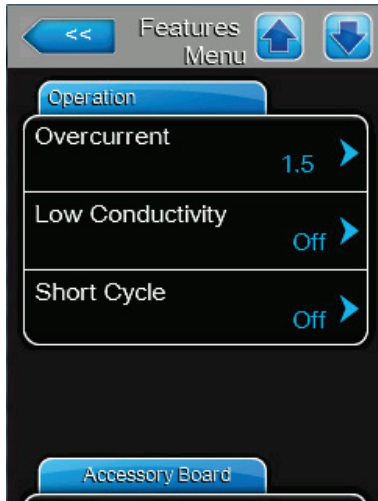 << Features
Menu
Operation
Overcurrent
1.5
Low Conductivity
Off
Short Cycle
Off
Accessory Board